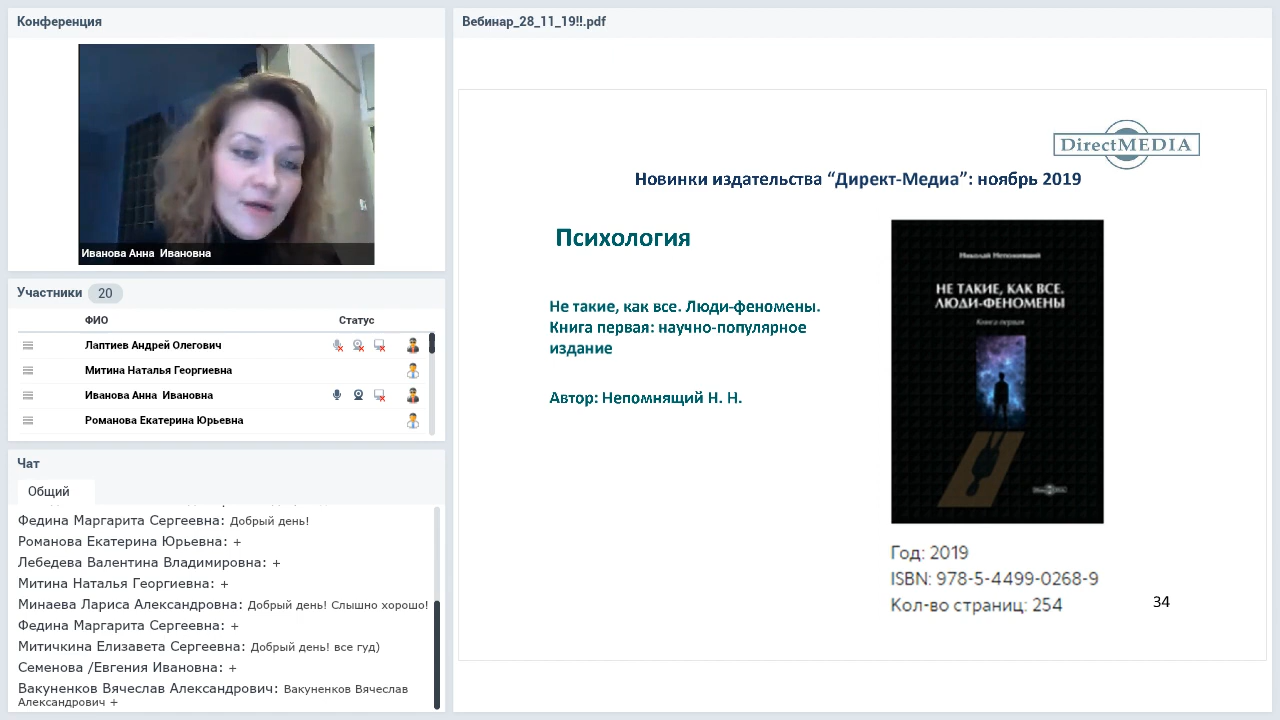 Конференция
Иванова Анна  Ивановна
Участники 20
ФИО Статус
Лаптиев Андрей Олегович
Митина Наталья Георгиевна
Иванова Анна  Ивановна
Романова Екатерина Юрьевна
Чат
Общий
Федина Маргарита Сергеевна: Добрый день!
Романова Екатерина Юрьевна: +
Лебедева Валентина Владимировна: +
Митина Наталья Георгиевна: +
Минаева Лариса Александровна: Добрый день! Слышно хорошо!
Федина Маргарита Сергеевна: +
Митичкина Елизавета Сергеевна: Добрый день! все гуд)
Семенова /Евгения Ивановна: +
Вакуненков Вячеслав Александрович: Вакуненков Вячеслав
Александрович +
Вебинар_28_11_19!!.pdf
DirectMEDIA
Новинки издательства “Директ-Медиа”: ноябрь 2019
Психология
Не такие, как все. Люди-феномены.
Книга первая: научно-популярное
издание
Автор: Непомнящий Н. Н.
Николай Непомнящий
НЕ ТАКИЕ, КАК ВСЕ.
ЛЮДИ-ФЕНОМЕНЫ
Книга первая
DirectMEDIA
Год: 2019
ISBN: 978-5-4499-0268-9
Кол-во страниц: 254
34